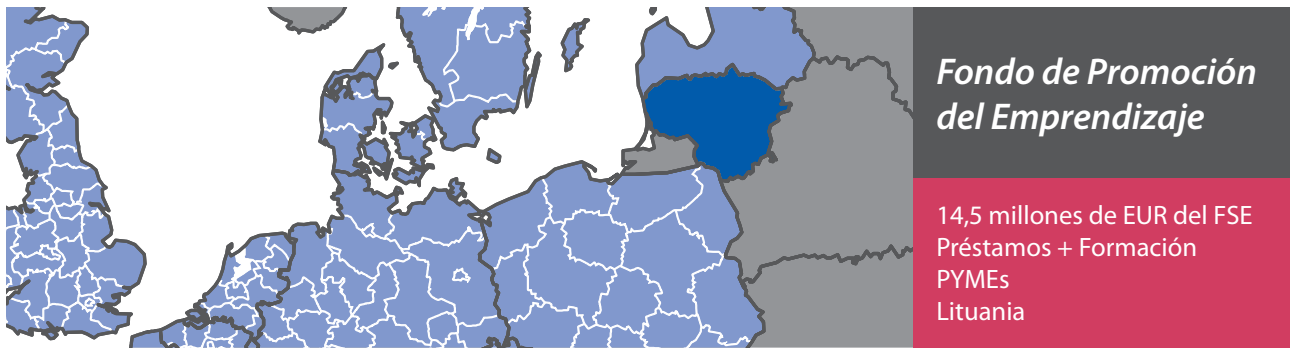 Fondo de Promoción
del Emprendizaje
14,5 millones de EUR del FSE
Préstamos + Formación
PYMEs
Lituania